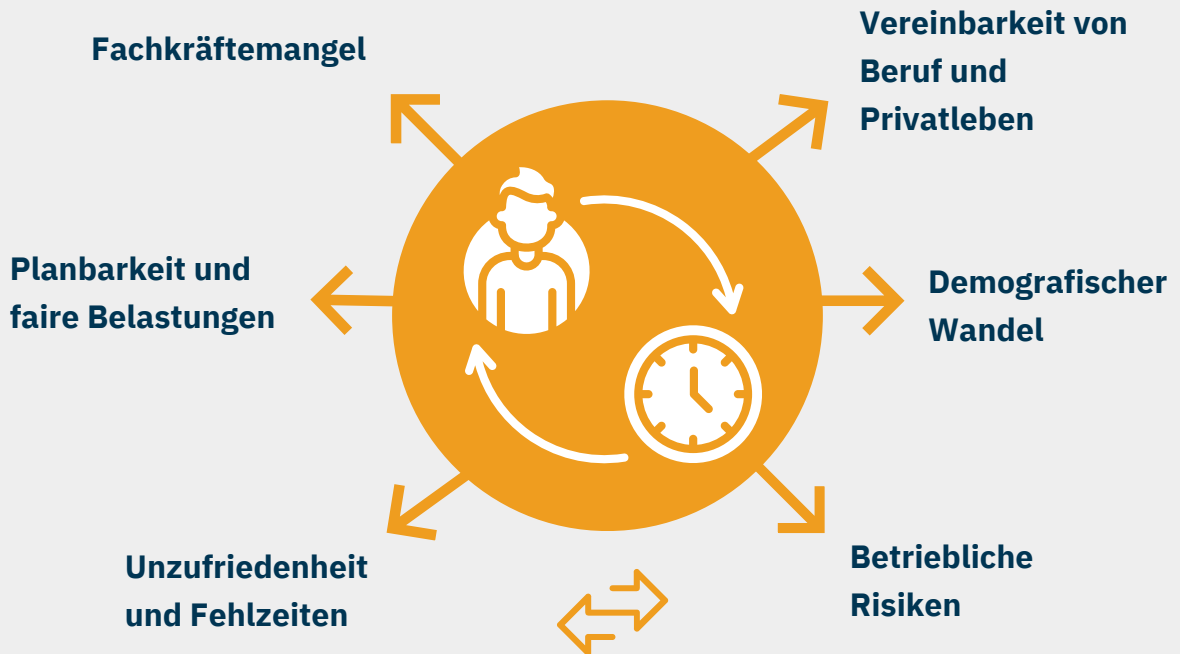 Fachkräftemangel
Vereinbarkeit von
Beruf und
Privatleben
Planbarkeit und
faire Belastungen
Demografischer
Wandel
Unzufriedenheit
und Fehlzeiten
Betriebliche
Risiken